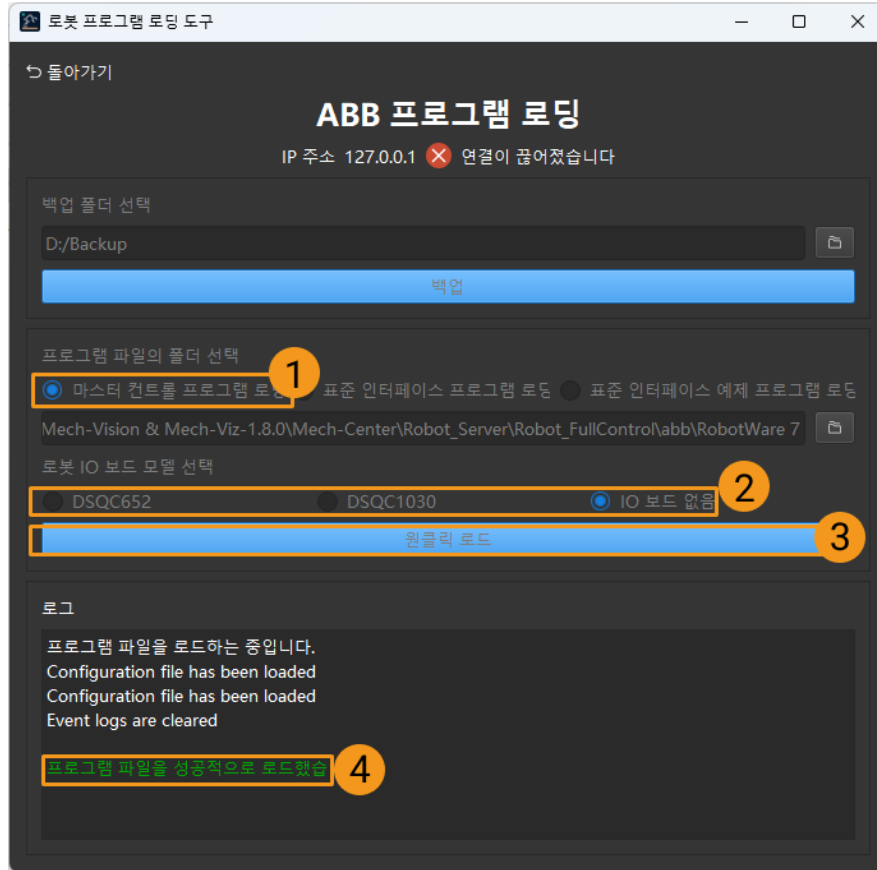 로봇 프로그램 로딩 도구
돌아가기
ABB 프로그램 로딩
IP 주소 127.0.0.1 연결이 끊어졌습니다
백업 폴더 선택
D:/Backup
백업
프로그램 파일의 폴더 선택
1
마스터 컨트롤 프로그램 로딩 표준 인터페이스 프로그램 로딩 표준 인터페이스 예제 프로그램 로딩
Mech-Vision & Mech-Viz-1.8.0\Mech-Center\Robot_Server\Robot_FullControl\abb\RobotWare 7
로봇 IO 보드 모델 선택
DSQC652 DSQC1030 IO 보드 없음 2
원클릭 로드 3
로그
프로그램 파일을 로드하는 중입니다.
Configuration file has been loaded
Configuration file has been loaded
Event logs are cleared
프로그램 파일을 성공적으로 로드했습 4